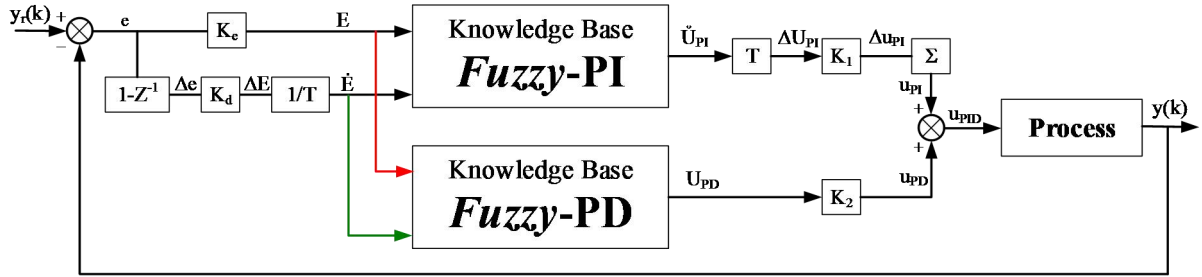 yᵣ(k)
+
−
e
Kₑ
E
Knowledge Base
Fuzzy-PI
ÜPI
T
ΔUPI
K₁
ΔuPI
Σ
1-Z⁻¹
Δe
Kd
ΔE
1/T
Ė
uPI
+
+
uPID
Process
y(k)
Knowledge Base
Fuzzy-PD
UPD
K₂
uPD